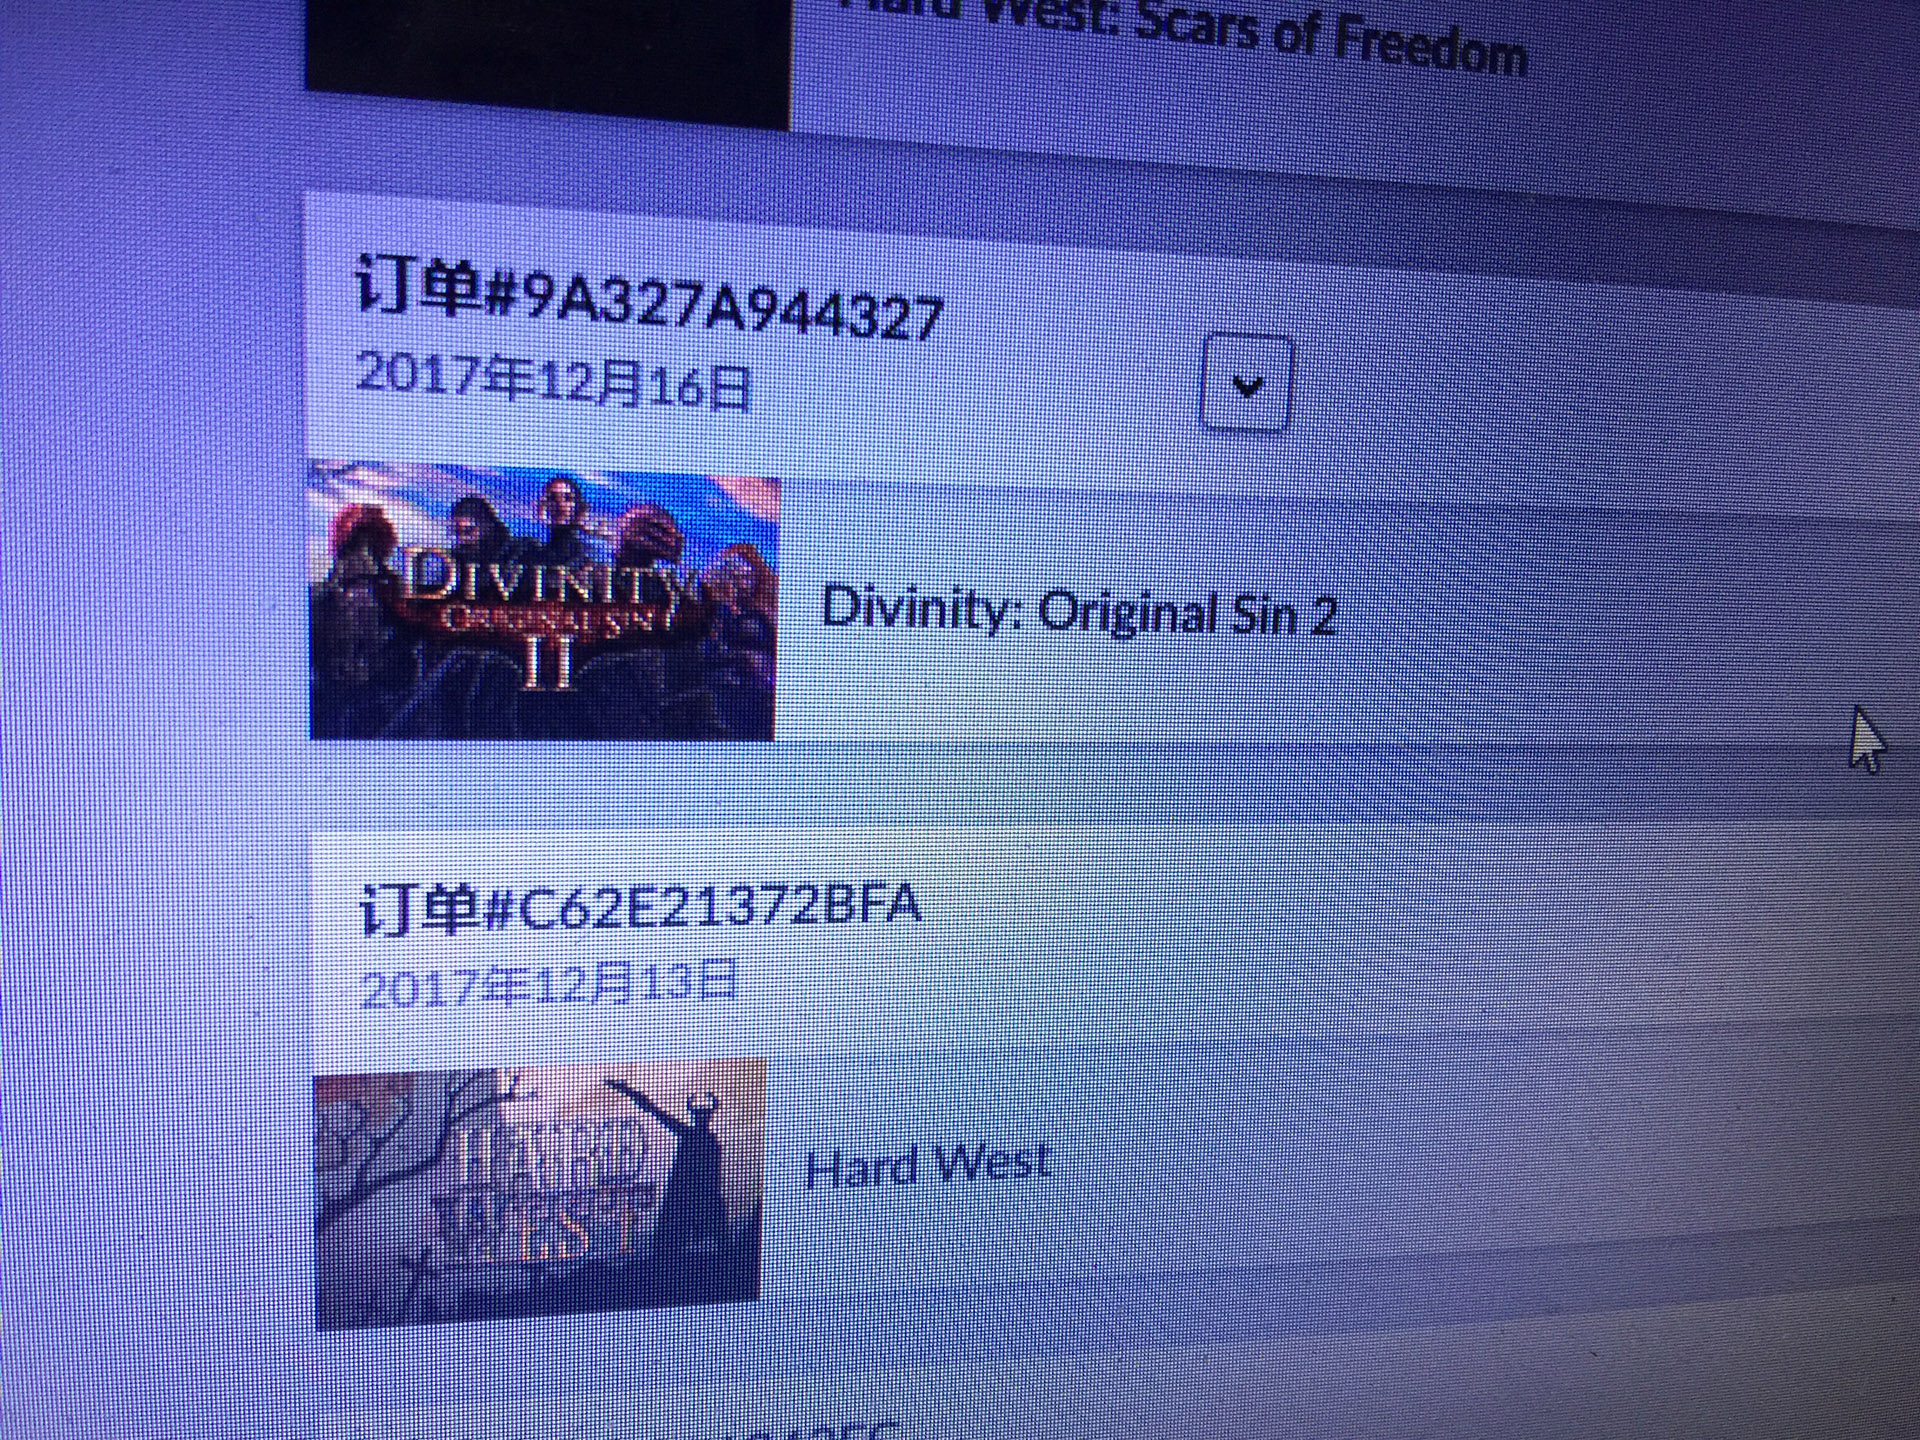 Hard West: Scars of Freedom
订单#9A327A944327
2017年12月16日
DIVINITY
ORIGINAL SIN
II
Divinity: Original Sin 2
订单#C62E21372BFA
2017年12月13日
HARD
WEST
Hard West